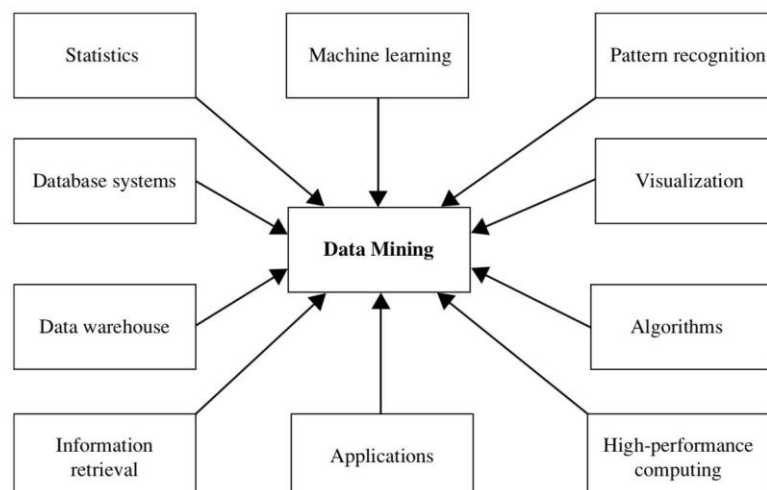 Statistics
Machine learning
Pattern recognition
Database systems
Visualization
Data Mining
Data warehouse
Algorithms
Information
retrieval
Applications
High-performance
computing